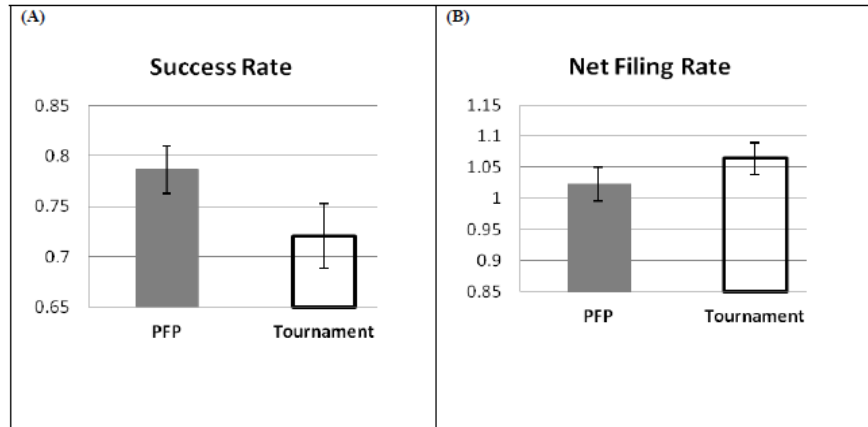 (A)
Success Rate
0.85
0.8
0.75
0.7
0.65
PFP Tournament
(B)
Net Filing Rate
1.15
1.1
1.05
1
0.95
0.9
0.85
PFP Tournament